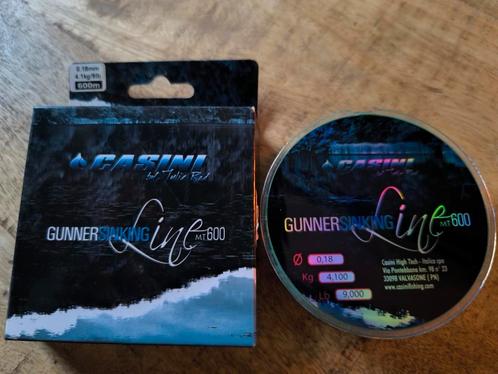 0.18mm
4.1kg/9lb
600m
CASINI
GUNNERSINKING Line MT600
CASINI
GUNNERSINKING Line MT600
Ø 0,18
Kg 4,100
Lb 9,000
Casini High Tech - Italica spa
Via Pontebbana km. 98 n° 23
33098 VALVASONE ( PN)
www.casinifishing.com